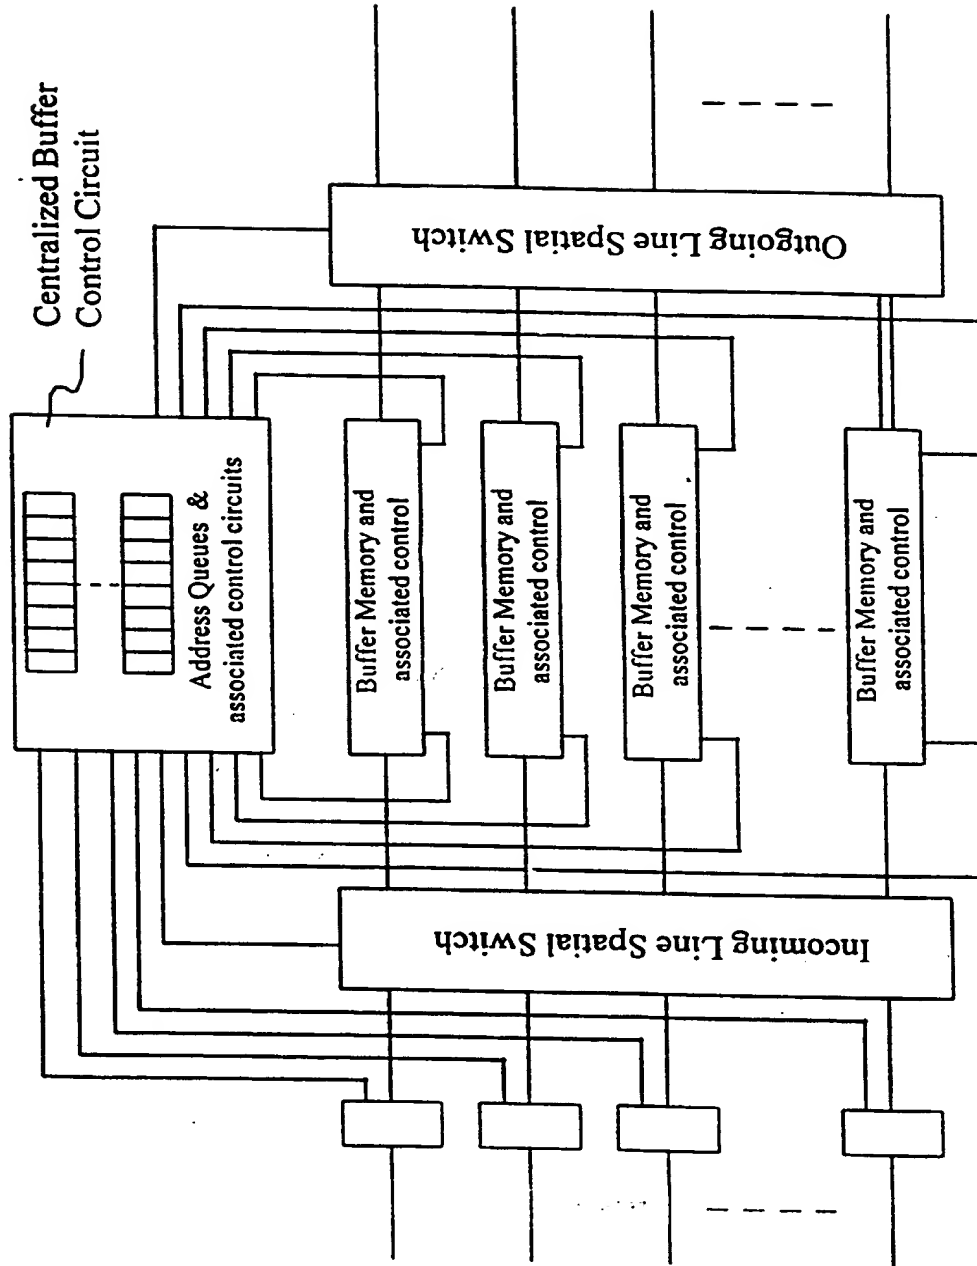 Centralized Buffer
Control Circuit
Address Queues &
associated control circuits
Buffer Memory and
associated control
Buffer Memory and
associated control
Buffer Memory and
associated control
Buffer Memory and
associated control
Incoming Line Spatial Switch
Outgoing Line Spatial Switch